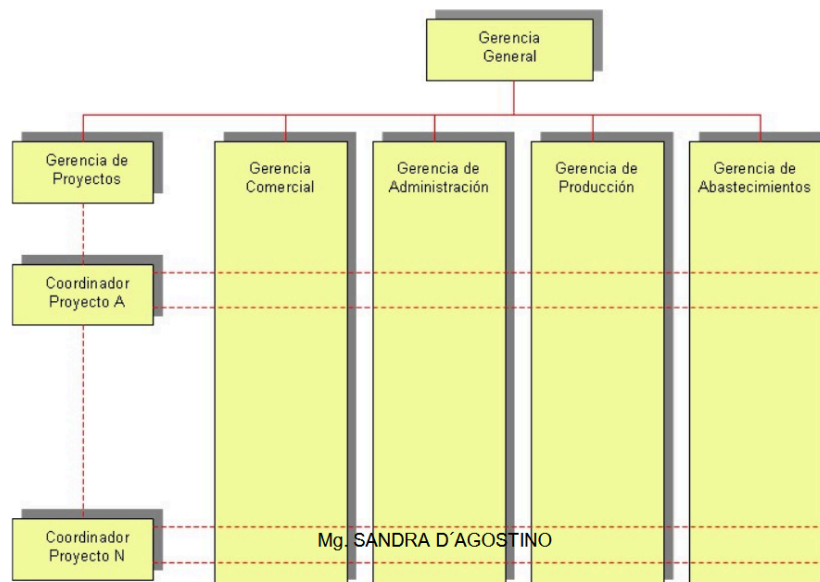 Gerencia
General
Gerencia de
Proyectos
Gerencia
Comercial
Gerencia de
Administración
Gerencia de
Producción
Gerencia de
Abastecimientos
Coordinador
Proyecto A
Coordinador
Proyecto N
Mg. SANDRA D´AGOSTINO